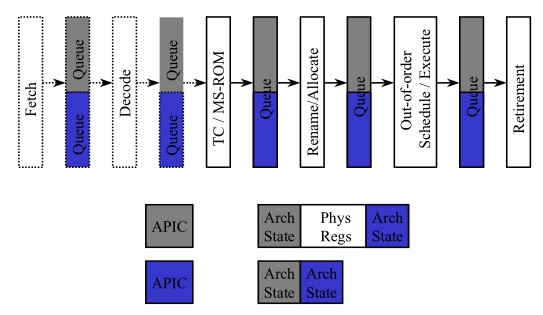 Fetch
Queue
Queue
Decode
Queue
Queue
TC / MS-ROM
Queue
Rename/Allocate
Queue
Out-of-order
Schedule / Execute
Queue
Retirement
APIC
Arch
State
Phys
Regs
Arch
State
APIC
Arch
State
Arch
State